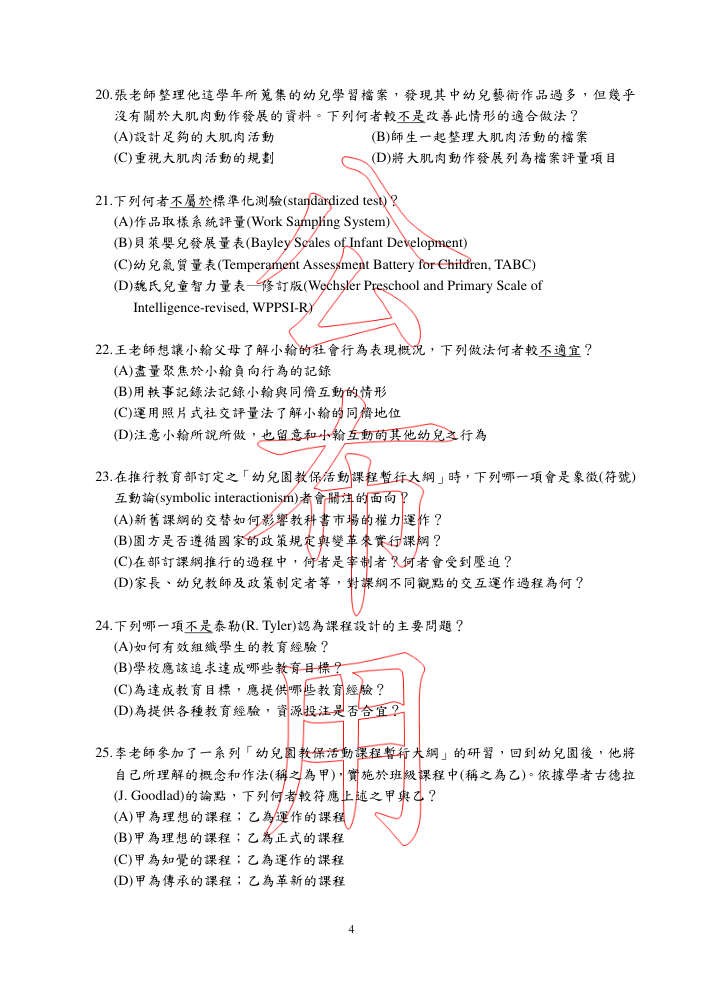 20.張老師整理他這學年所蒐集的幼兒學習檔案，發現其中幼兒藝術作品過多，但幾乎
沒有關於大肌肉動作發展的資料。下列何者較不是改善此情形的適合做法？
(A)設計足夠的大肌肉活動 (B)師生一起整理大肌肉活動的檔案
(C)重視大肌肉活動的規劃 (D)將大肌肉動作發展列為檔案評量項目
21.下列何者不屬於標準化測驗(standardized test)？
(A)作品取樣系統評量(Work Sampling System)
(B)貝萊嬰兒發展量表(Bayley Scales of Infant Development)
(C)幼兒氣質量表(Temperament Assessment Battery for Children, TABC)
(D)魏氏兒童智力量表─修訂版(Wechsler Preschool and Primary Scale of
Intelligence-revised, WPPSI-R)
22.王老師想讓小翰父母了解小翰的社會行為表現概況，下列做法何者較不適宜？
(A)盡量聚焦於小翰負向行為的記錄
(B)用軼事記錄法記錄小翰與同儕互動的情形
(C)運用照片式社交評量法了解小翰的同儕地位
(D)注意小翰所說所做，也留意和小翰互動的其他幼兒之行為
23.在推行教育部訂定之「幼兒園教保活動課程暫行大綱」時，下列哪一項會是象徵(符號)
互動論(symbolic interactionism)者會關注的面向？
(A)新舊課綱的交替如何影響教科書市場的權力運作？
(B)園方是否遵循國家的政策規定與變革來實行課綱？
(C)在部訂課綱推行的過程中，何者是宰制者？何者會受到壓迫？
(D)家長、幼兒教師及政策制定者等，對課綱不同觀點的交互運作過程為何？
24.下列哪一項不是泰勒(R. Tyler)認為課程設計的主要問題？
(A)如何有效組織學生的教育經驗？
(B)學校應該追求達成哪些教育目標？
(C)為達成教育目標，應提供哪些教育經驗？
(D)為提供各種教育經驗，資源投注是否合宜？
25.李老師參加了一系列「幼兒園教保活動課程暫行大綱」的研習，回到幼兒園後，他將
自己所理解的概念和作法(稱之為甲)，實施於班級課程中(稱之為乙)。依據學者古德拉
(J. Goodlad)的論點，下列何者較符應上述之甲與乙？
(A)甲為理想的課程；乙為運作的課程
(B)甲為理想的課程；乙為正式的課程
(C)甲為知覺的課程；乙為運作的課程
(D)甲為傳承的課程；乙為革新的課程
4
公布用